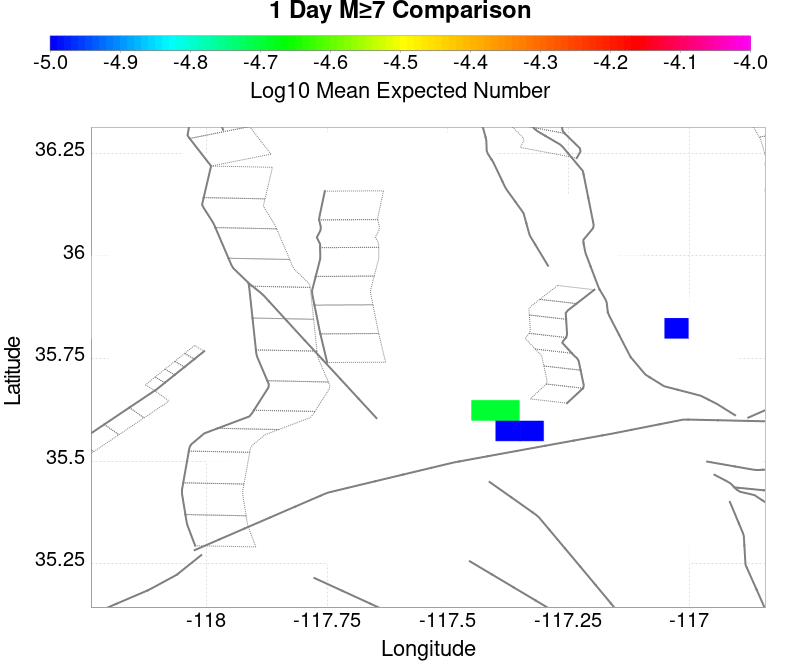 1 Day M≥7 Comparison
-5.0 -4.9 -4.8 -4.7 -4.6 -4.5 -4.4 -4.3 -4.2 -4.1 -4.0
Log10 Mean Expected Number
36.25
36
35.75
35.5
35.25
Latitude
-118 -117.75 -117.5 -117.25 -117
Longitude